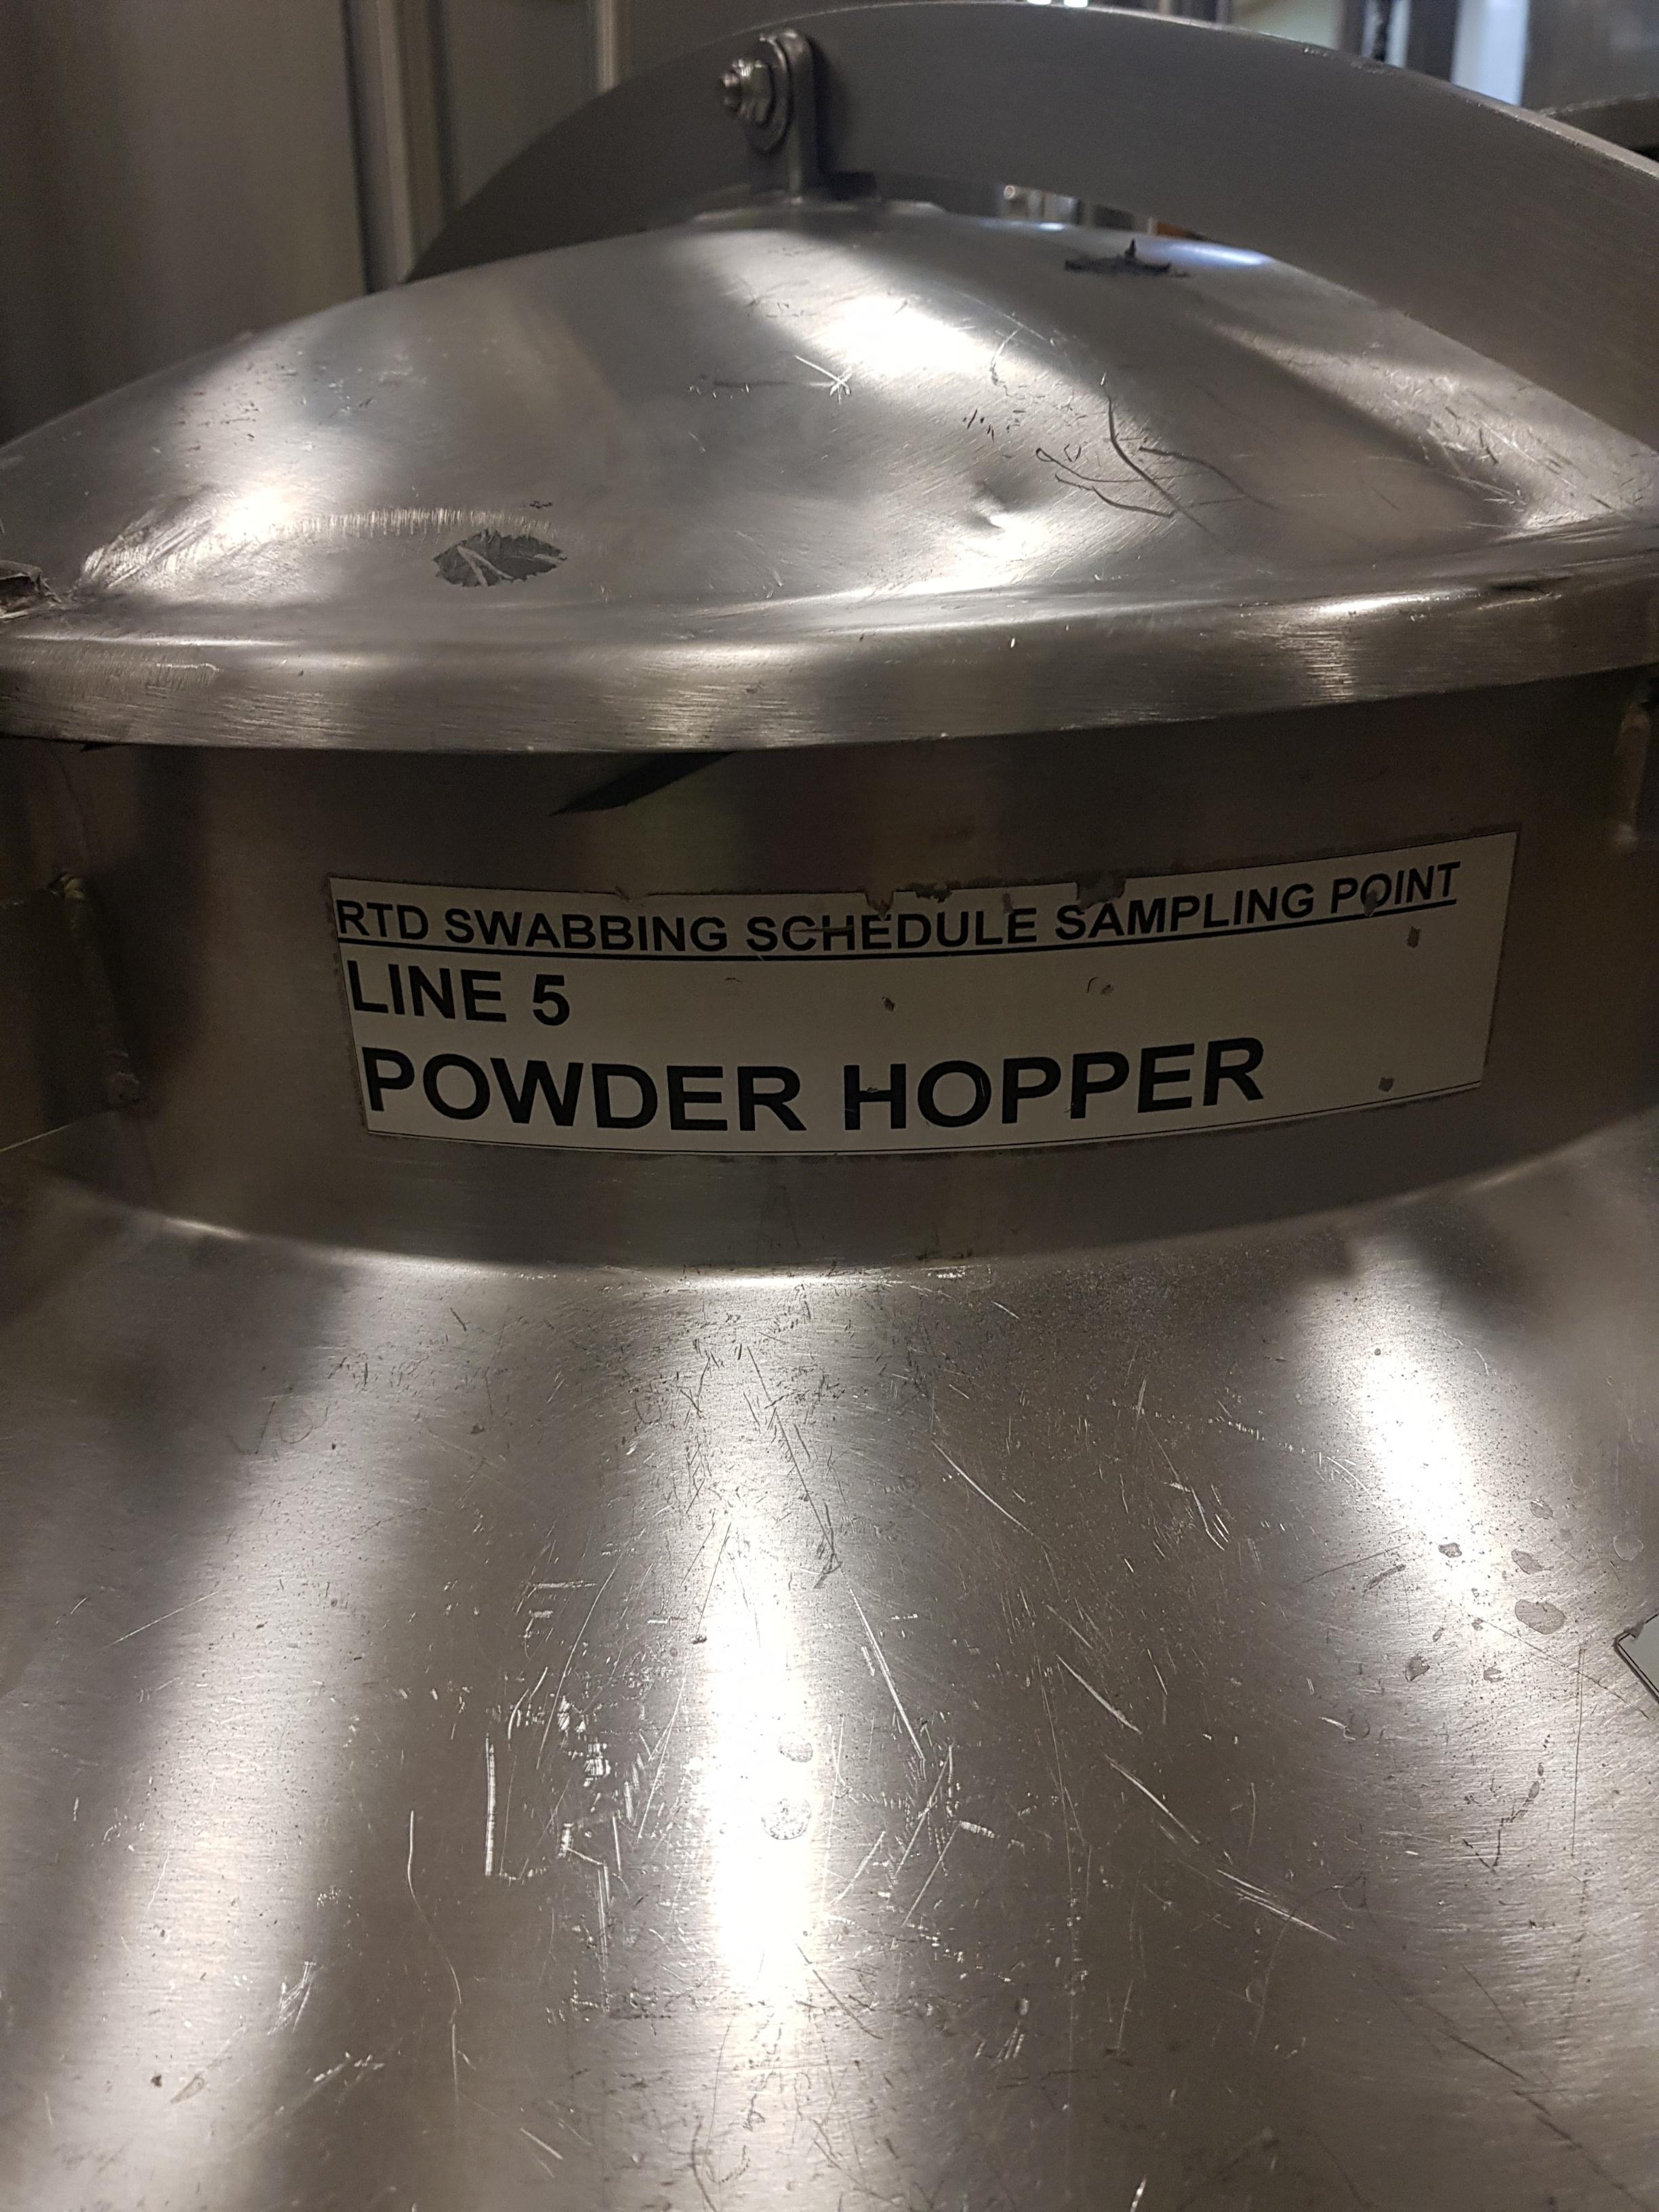 RTD SWABBING SCHEDULE SAMPLING POINT
LINE 5
POWDER HOPPER